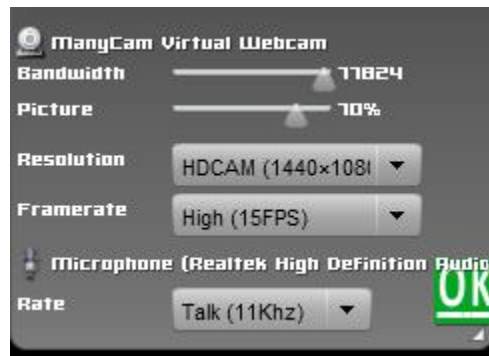 ManyCam Virtual Webcam
Bandwidth 77824
Picture 70%
Resolution HDCAM (1440×108
Framerate High (15FPS)
Microphone (Realtek High Definition Audio
OK
Rate Talk (11Khz)